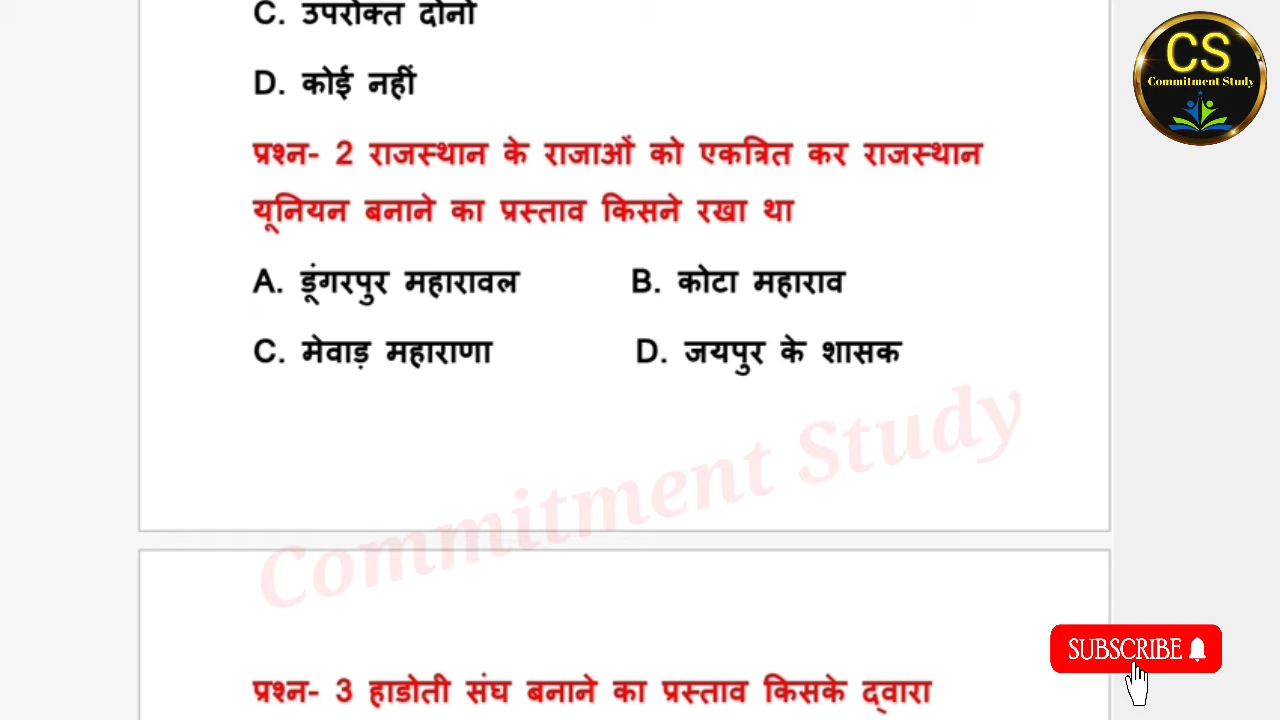 C. उपरोक्त दोनों
D. कोई नहीं
प्रश्न- 2 राजस्थान के राजाओं को एकत्रित कर राजस्थान
यूनियन बनाने का प्रस्ताव किसने रखा था
A. डूंगरपुर महारावल B. कोटा महाराव
C. मेवाड़ महाराणा D. जयपुर के शासक
Commitment Study
प्रश्न- 3 हाडोती संघ बनाने का प्रस्ताव किसके द्वारा
CS
Commitment Study
SUBSCRIBE